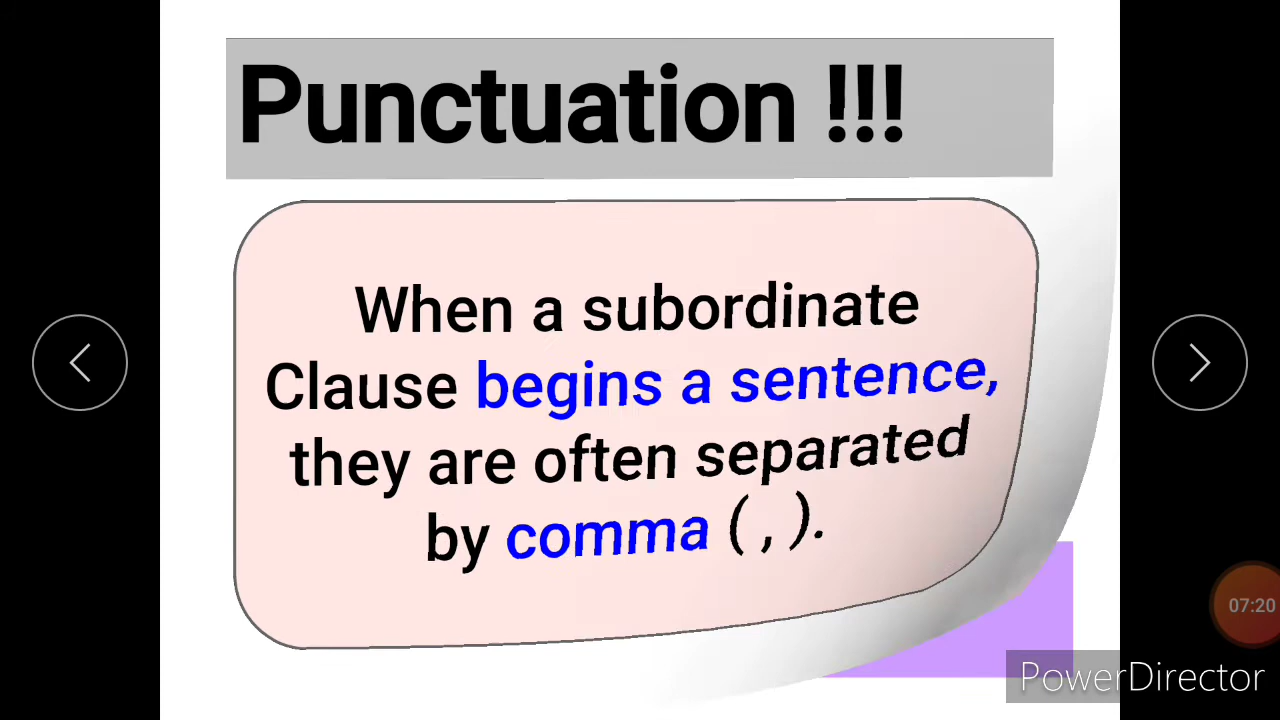 Punctuation !!!
When a subordinate
Clause begins a sentence,
they are often separated
by comma ( , ).
07:20
PowerDirector